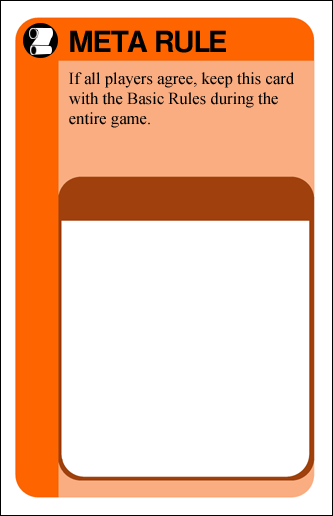 META RULE
If all players agree, keep this card
with the Basic Rules during the
entire game.